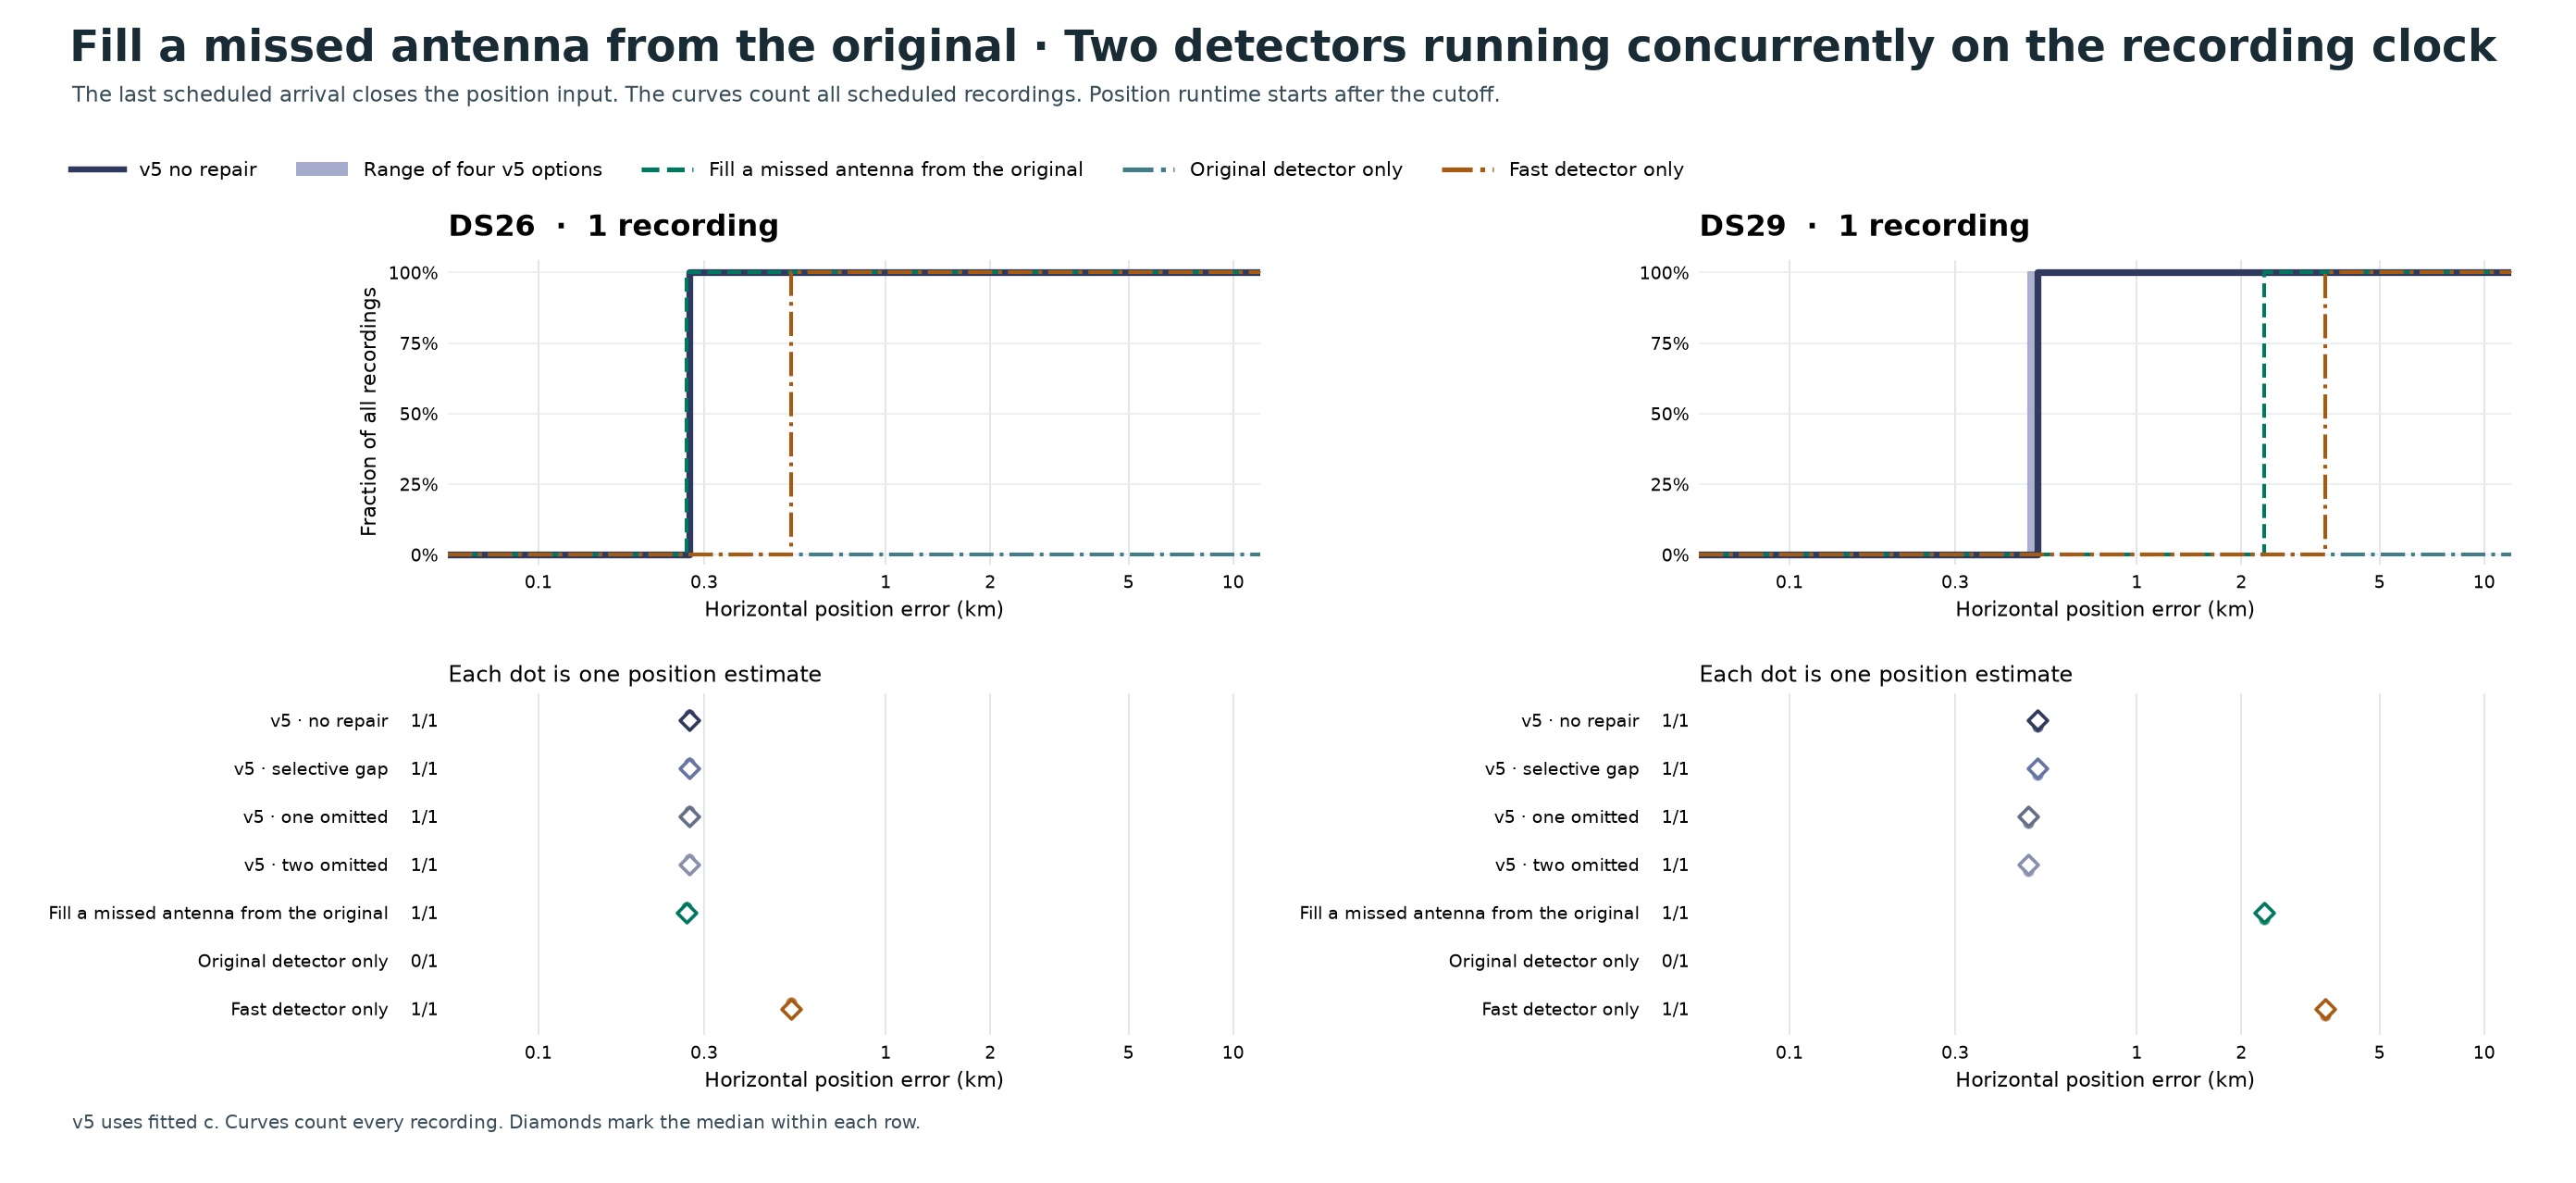 Fill a missed antenna from the original · Two detectors running concurrently on the recording clock
The last scheduled arrival closes the position input. The curves count all scheduled recordings. Position runtime starts after the cutoff.
v5 no repair
Range of four v5 options
Fill a missed antenna from the original
Original detector only
Fast detector only
DS26 · 1 recording
Fraction of all recordings
100%
75%
50%
25%
0%
0.1 0.3 1 2 5 10
Horizontal position error (km)
DS29 · 1 recording
100%
75%
50%
25%
0%
0.1 0.3 1 2 5 10
Horizontal position error (km)
Each dot is one position estimate
v5 · no repair 1/1
v5 · selective gap 1/1
v5 · one omitted 1/1
v5 · two omitted 1/1
Fill a missed antenna from the original 1/1
Original detector only 0/1
Fast detector only 1/1
0.1 0.3 1 2 5 10
Horizontal position error (km)
Each dot is one position estimate
v5 · no repair 1/1
v5 · selective gap 1/1
v5 · one omitted 1/1
v5 · two omitted 1/1
Fill a missed antenna from the original 1/1
Original detector only 0/1
Fast detector only 1/1
0.1 0.3 1 2 5 10
Horizontal position error (km)
v5 uses fitted c. Curves count every recording. Diamonds mark the median within each row.